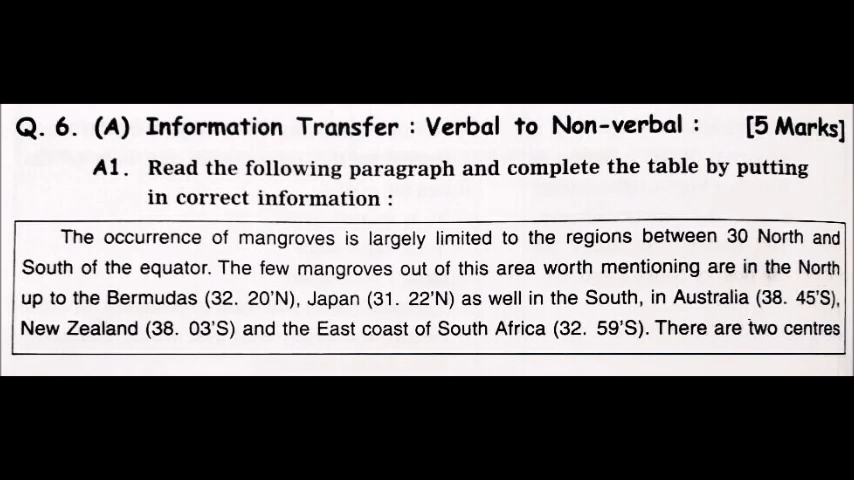 Q. 6. (A) Information Transfer : Verbal to Non-verbal : [5 Marks]
A1. Read the following paragraph and complete the table by putting
in correct information :
The occurrence of mangroves is largely limited to the regions between 30 North and
South of the equator. The few mangroves out of this area worth mentioning are in the North
up to the Bermudas (32. 20'N), Japan (31. 22'N) as well in the South, in Australia (38. 45'S),
New Zealand (38. 03'S) and the East coast of South Africa (32. 59'S). There are two centres